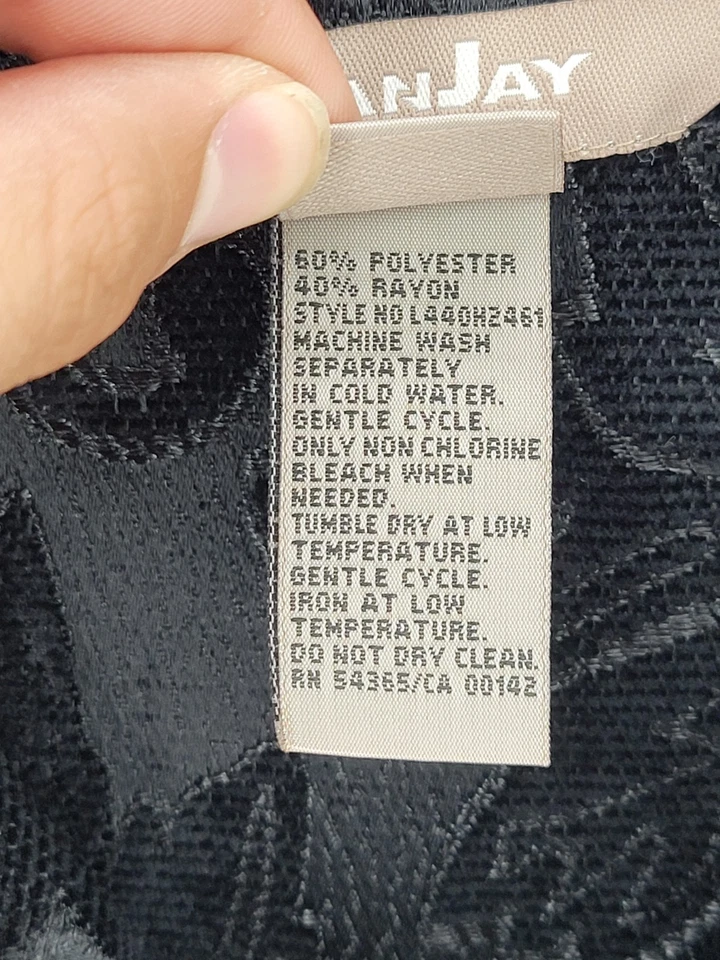 ANJAY
60% POLYESTER
40% RAYON
STYLE NO L440H2461
MACHINE WASH
SEPARATELY
IN COLD WATER.
GENTLE CYCLE.
ONLY NON CHLORINE
BLEACH WHEN
NEEDED.
TUMBLE DRY AT LOW
TEMPERATURE.
GENTLE CYCLE.
IRON AT LOW
TEMPERATURE.
DO NOT DRY CLEAN.
RN 54365/CA 00142